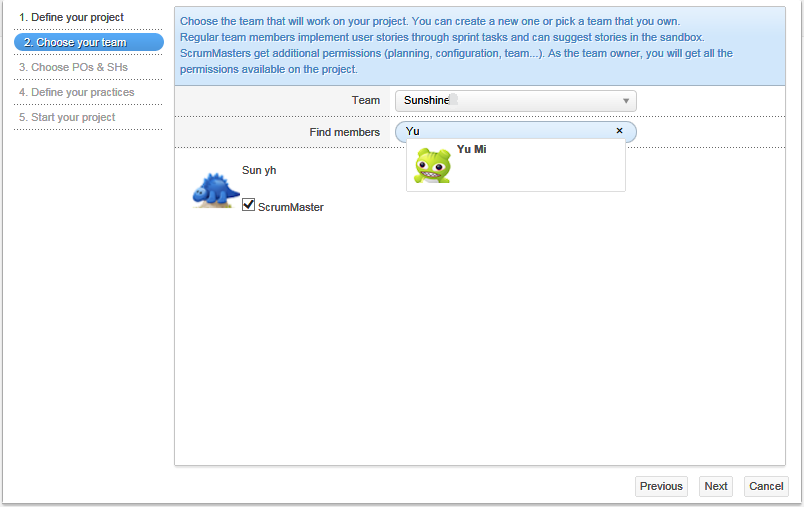 1. Define your project
2. Choose your team
3. Choose POs & SHs
4. Define your practices
5. Start your project
Choose the team that will work on your project. You can create a new one or pick a team that you own.
Regular team members implement user stories through sprint tasks and can suggest stories in the sandbox.
ScrumMasters get additional permissions (planning, configuration, team...). As the team owner, you will get all the
permissions available on the project.
Team
Sunshine
Find members
Yu
Yu Mi
Sun yh
ScrumMaster
Previous
Next
Cancel